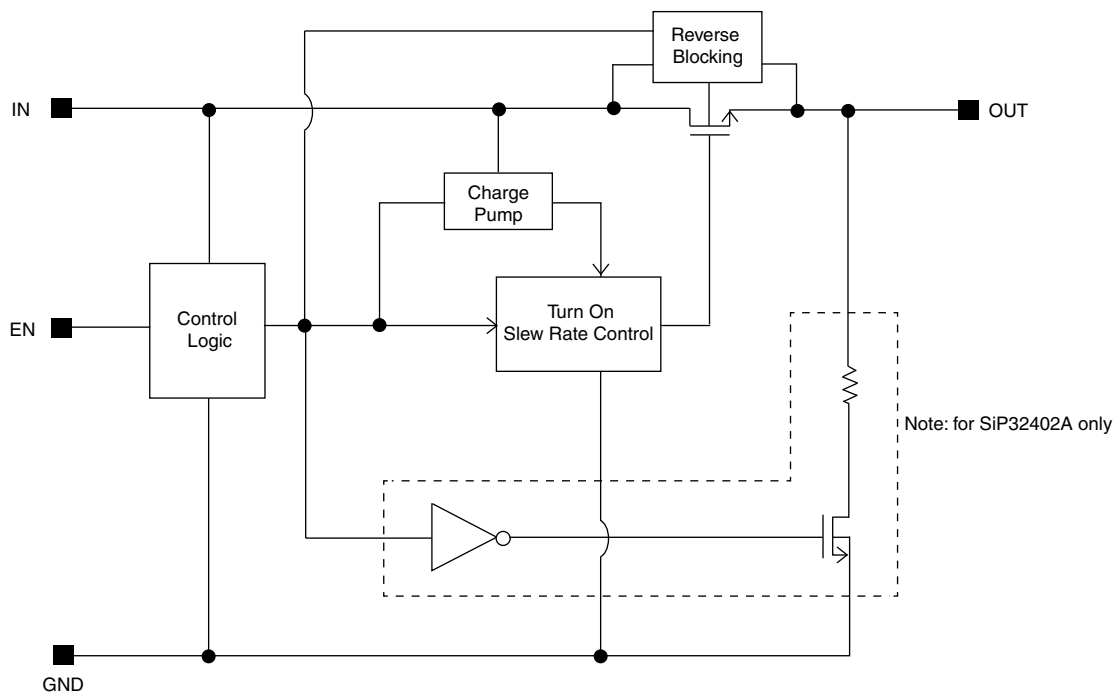 Reverse
Blocking
IN
OUT
Charge
Pump
EN
Control
Logic
Turn On
Slew Rate Control
Note: for SiP32402A only
GND